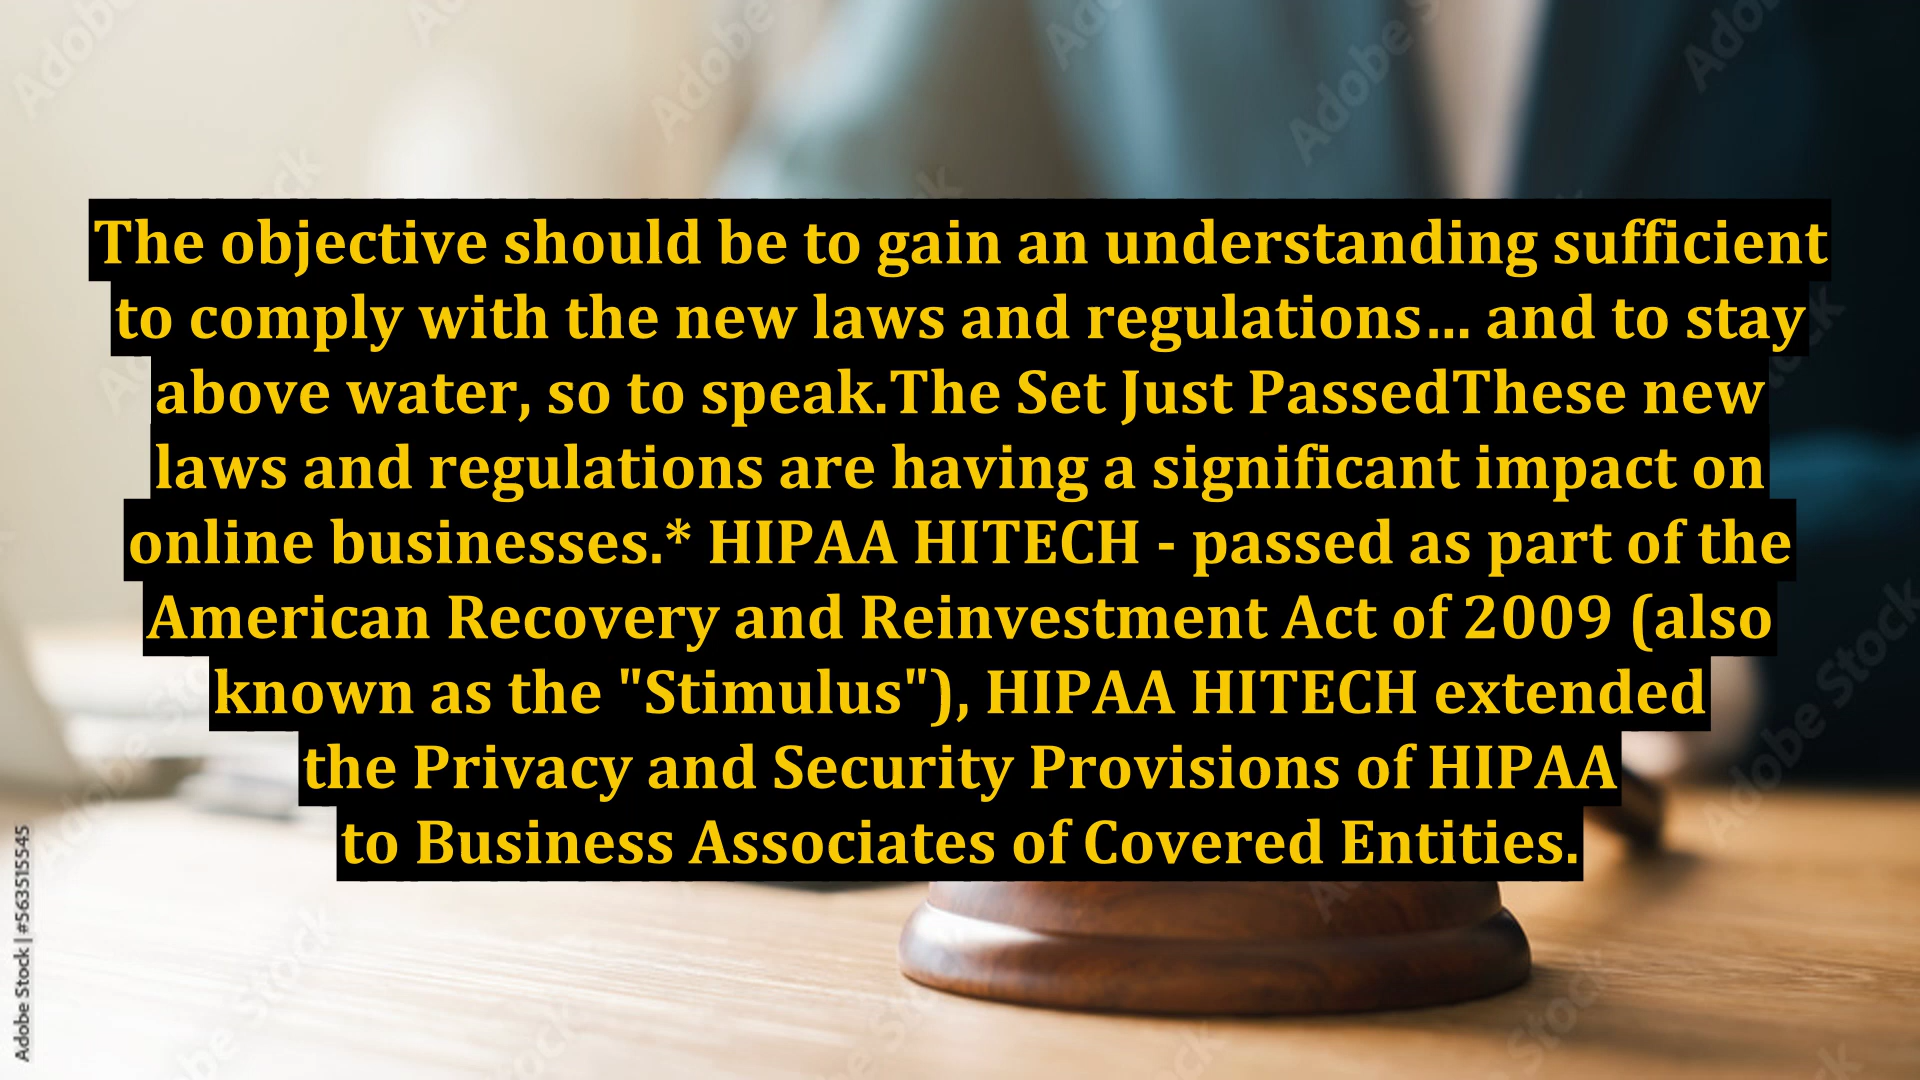 The objective should be to gain an understanding sufficient
to comply with the new laws and regulations... and to stay
above water, so to speak.The Set Just PassedThese new
laws and regulations are having a significant impact on
online businesses.* HIPAA HITECH - passed as part of the
American Recovery and Reinvestment Act of 2009 (also
known as the "Stimulus"), HIPAA HITECH extended
the Privacy and Security Provisions of HIPAA
to Business Associates of Covered Entities.
Adobe Stock | #563515545